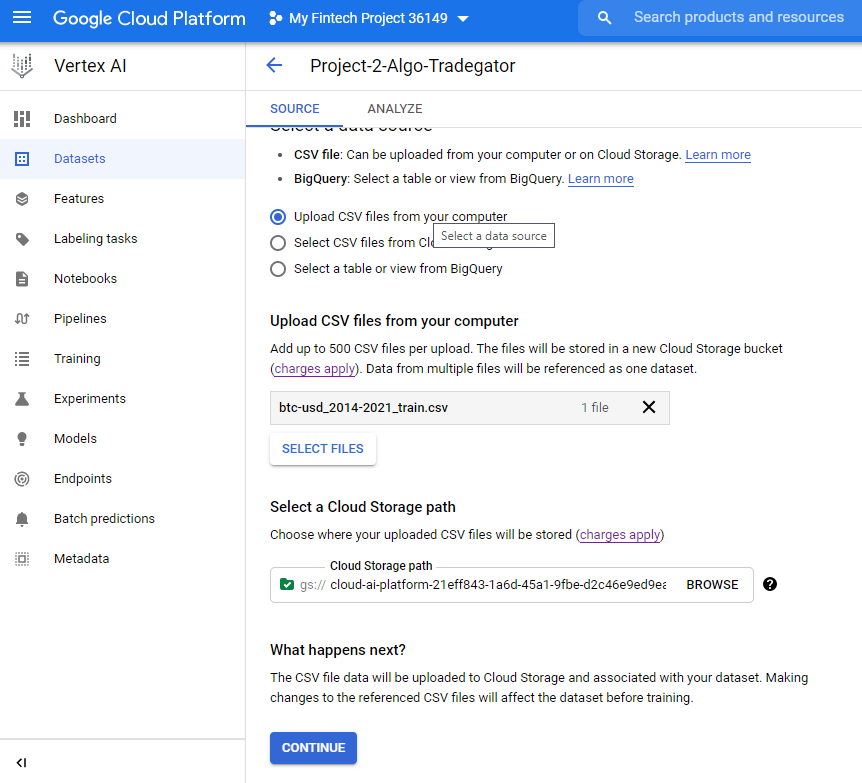 Google Cloud Platform
My Fintech Project 36149
Search products and resources
Vertex AI
Project-2-Algo-Tradegator
SOURCE
ANALYZE
Dashboard
Datasets
Features
Labeling tasks
Notebooks
Pipelines
Training
Experiments
Models
Endpoints
Batch predictions
Metadata
Select a data source
CSV file: Can be uploaded from your computer or on Cloud Storage. Learn more
BigQuery: Select a table or view from BigQuery. Learn more
Upload CSV files from your computer
Select CSV files from
Select a data source
Select a table or view from BigQuery
Upload CSV files from your computer
Add up to 500 CSV files per upload. The files will be stored in a new Cloud Storage bucket
(charges apply). Data from multiple files will be referenced as one dataset.
btc-usd_2014-2021_train.csv
1 file
SELECT FILES
Select a Cloud Storage path
Choose where your uploaded CSV files will be stored (charges apply)
Cloud Storage path
gs:// cloud-ai-platform-21eff843-1a6d-45a1-9fbe-d2c46e9ed9ea
BROWSE
What happens next?
The CSV file data will be uploaded to Cloud Storage and associated with your dataset. Making
changes to the referenced CSV files will affect the dataset before training.
CONTINUE